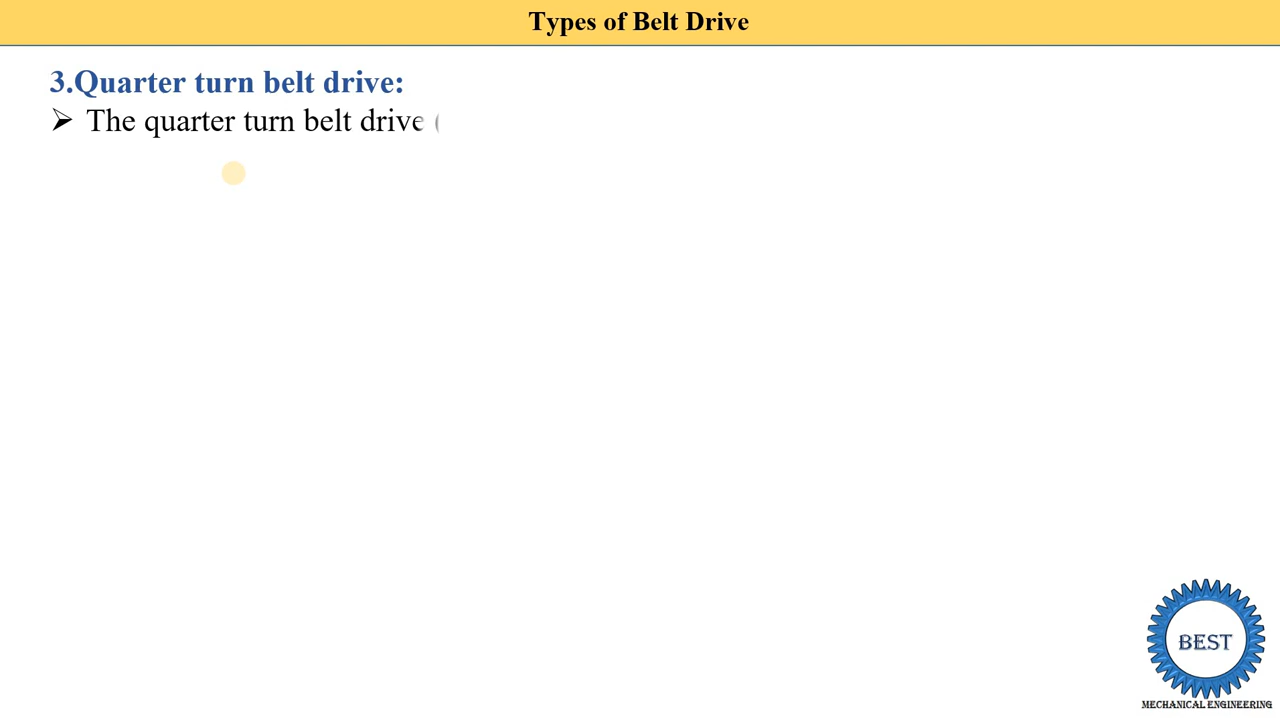 Types of Belt Drive
3.Quarter turn belt drive:
➢ The quarter turn belt drive (
BEST
MECHANICAL ENGINEERING